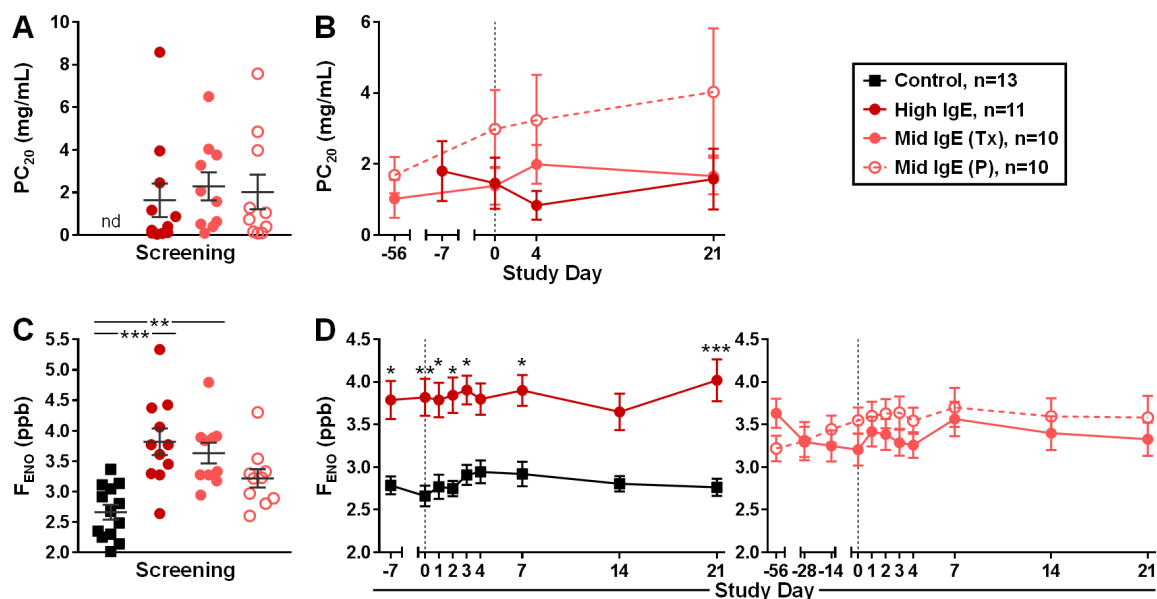 A
PC20 (mg/mL)
10
8
6
4
2
0
nd
Screening
B
PC20 (mg/mL)
6
4
2
0
-56 -7 0 4 21
Study Day
Control, n=13
High IgE, n=11
Mid IgE (Tx), n=10
Mid IgE (P), n=10
C
FENO (ppb)
5.5
5.0
4.5
4.0
3.5
3.0
2.5
2.0
**
***
Screening
D
FENO (ppb)
4.5
4.0
3.5
3.0
2.5
2.0
* ** * * * * ***
-7 0 1 2 3 4 7 14 21
4.5
4.0
3.5
3.0
2.5
2.0
-56 -28 -14 0 1 2 3 4 7 14 21
Study Day